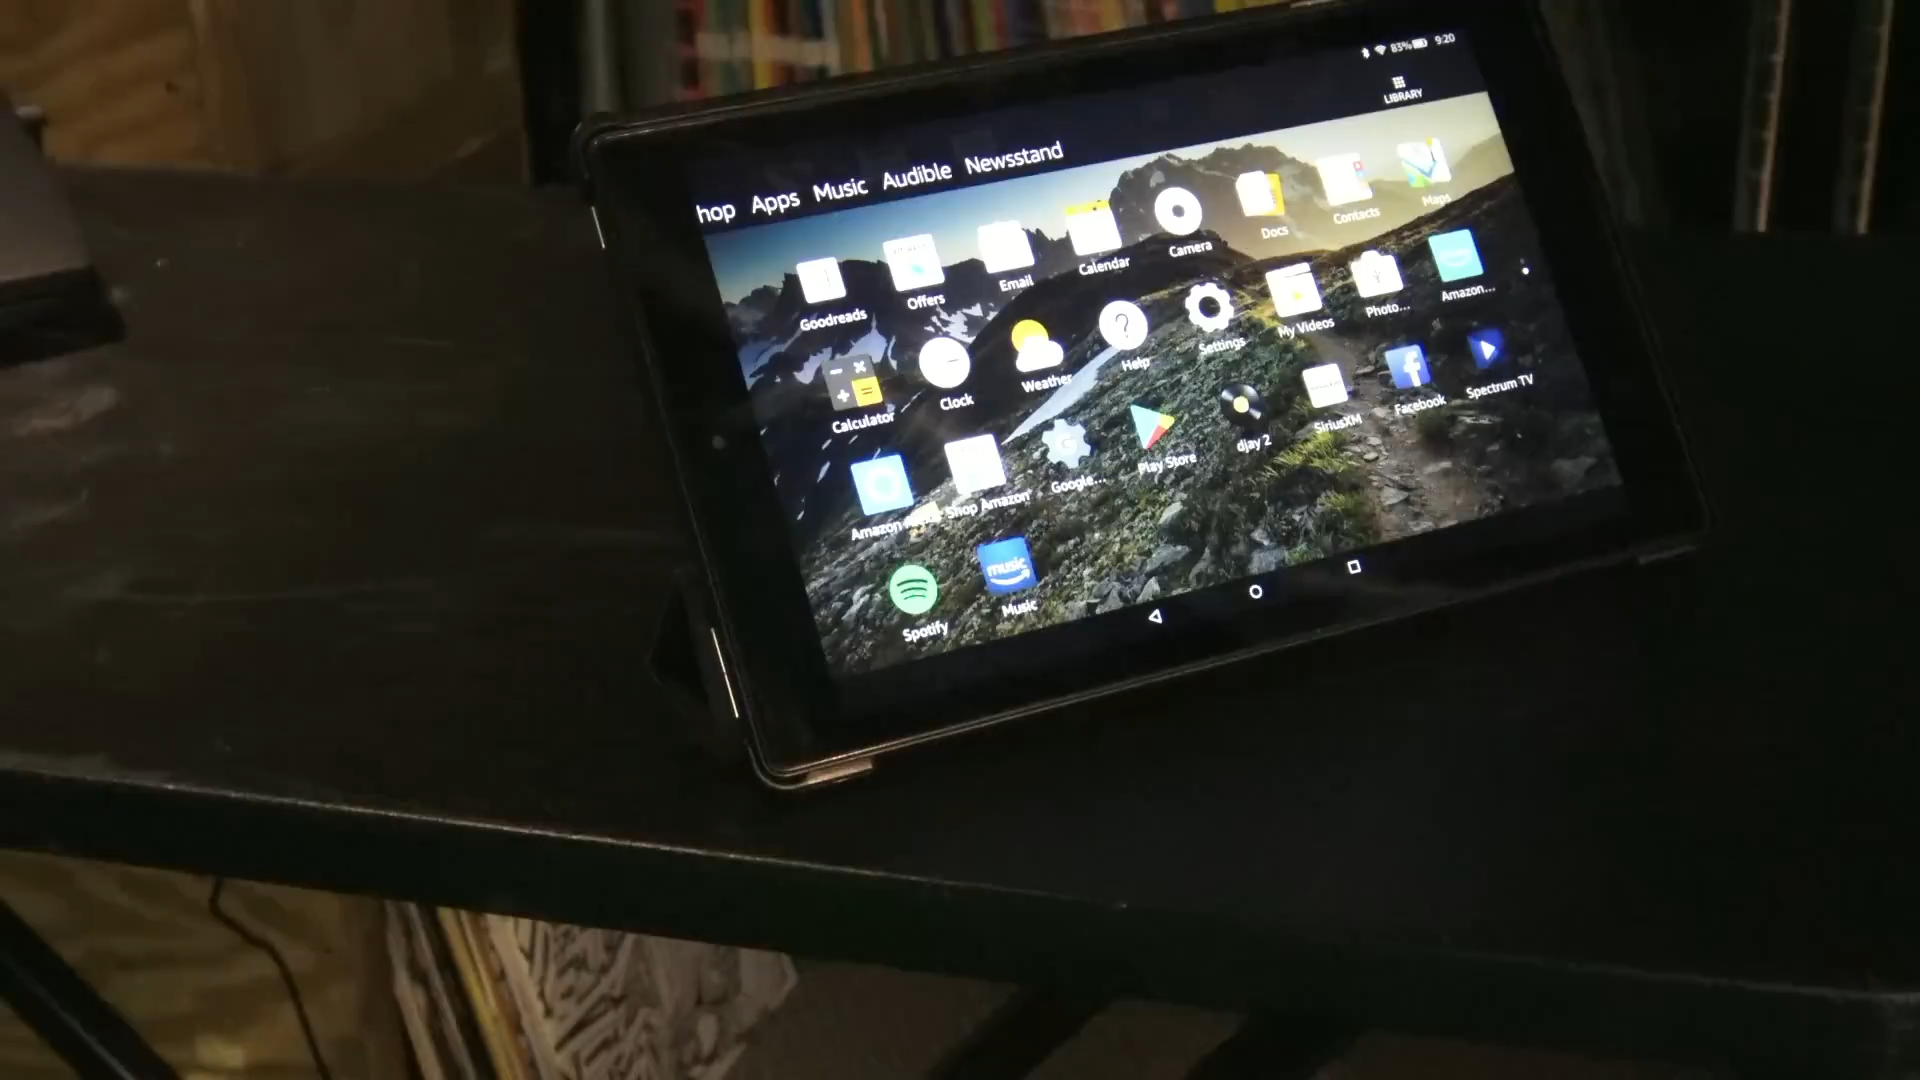 83% 9:20
LIBRARY
hop Apps Music Audible Newsstand
Goodreads Offers Email Calendar Camera Docs Contacts Maps
Calculator Clock Weather Help Settings My Videos Photo... Amazon...
Amazon Shop Amazon Google... Play Store djay 2 SiriusXM Facebook Spectrum TV
music
Spotify Music